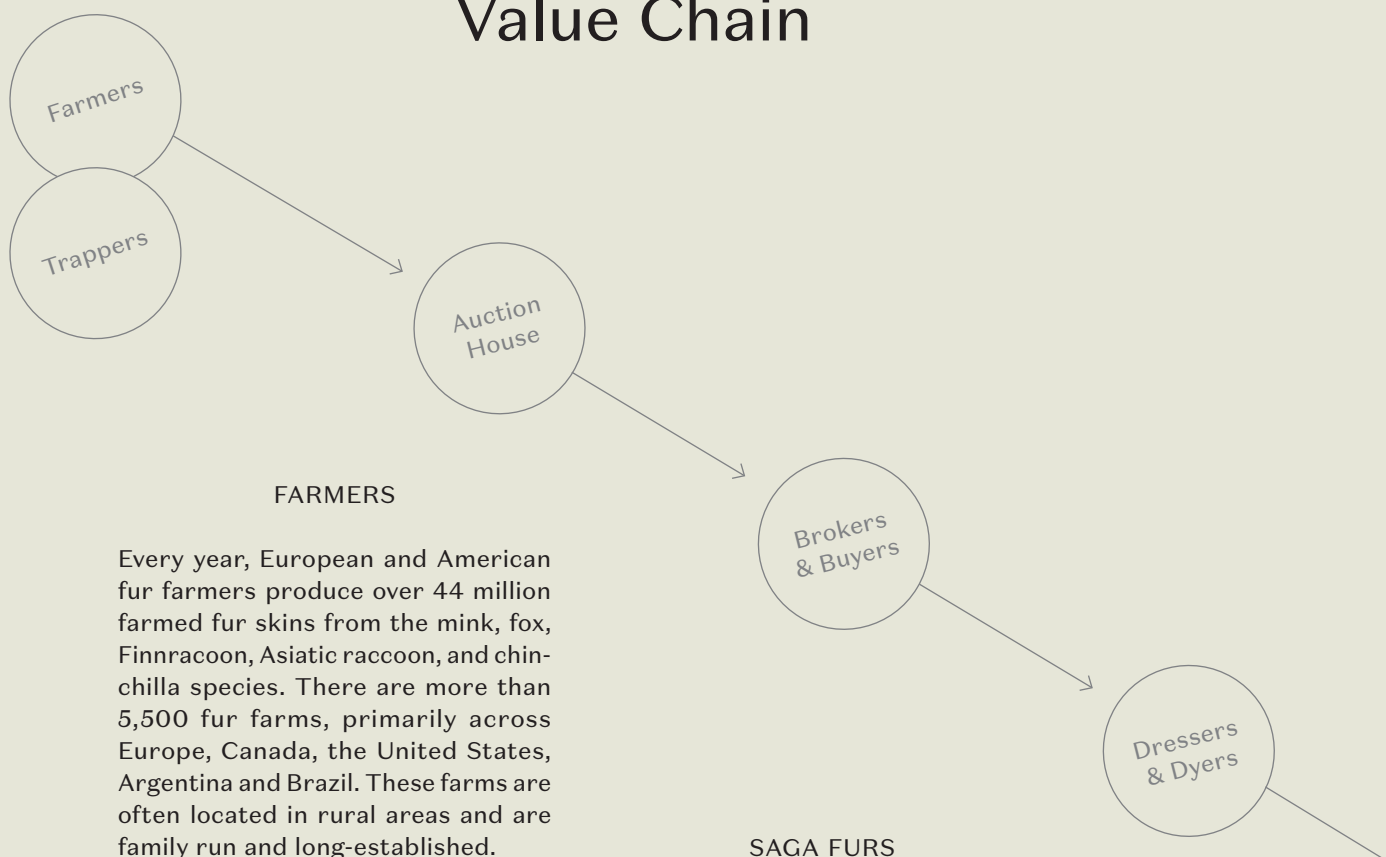 Value Chain
Farmers
Trappers
Auction
House
Brokers
& Buyers
Dressers
& Dyers
FARMERS
Every year, European and American
fur farmers produce over 44 million
farmed fur skins from the mink, fox,
Finnracoon, Asiatic raccoon, and chin-
chilla species. There are more than
5,500 fur farms, primarily across
Europe, Canada, the United States,
Argentina and Brazil. These farms are
often located in rural areas and are
family run and long-established.
SAGA FURS